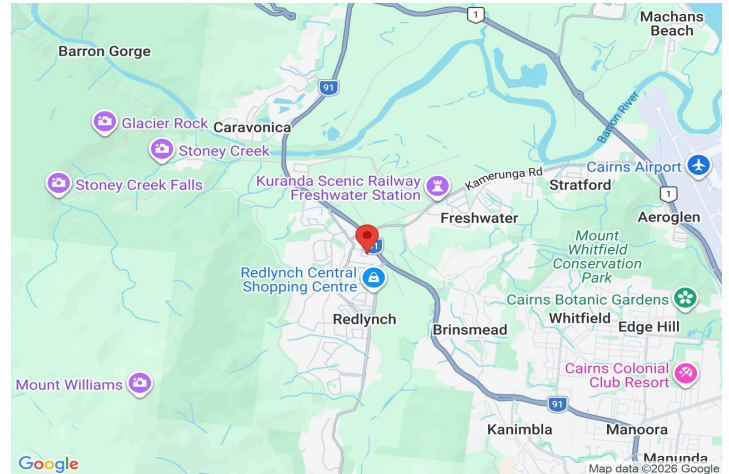 1
Machans
Beach
Barron Gorge
91
Glacier Rock
Caravonica
Barron River
Stoney Creek
Cairns Airport
Kamerunga Rd
Stoney Creek Falls
Kuranda Scenic Railway
Freshwater Station
Stratford
1
Freshwater
Aeroglen
Mount
Whitfield
Conservation
Park
Redlynch Central
Shopping Centre
Cairns Botanic Gardens
Redlynch
Whitfield
Edge Hill
Brinsmead
Cairns Colonial
Club Resort
Mount Williams
91
Kanimbla
Manoora
Manunda
Google
Map data ©2026 Google